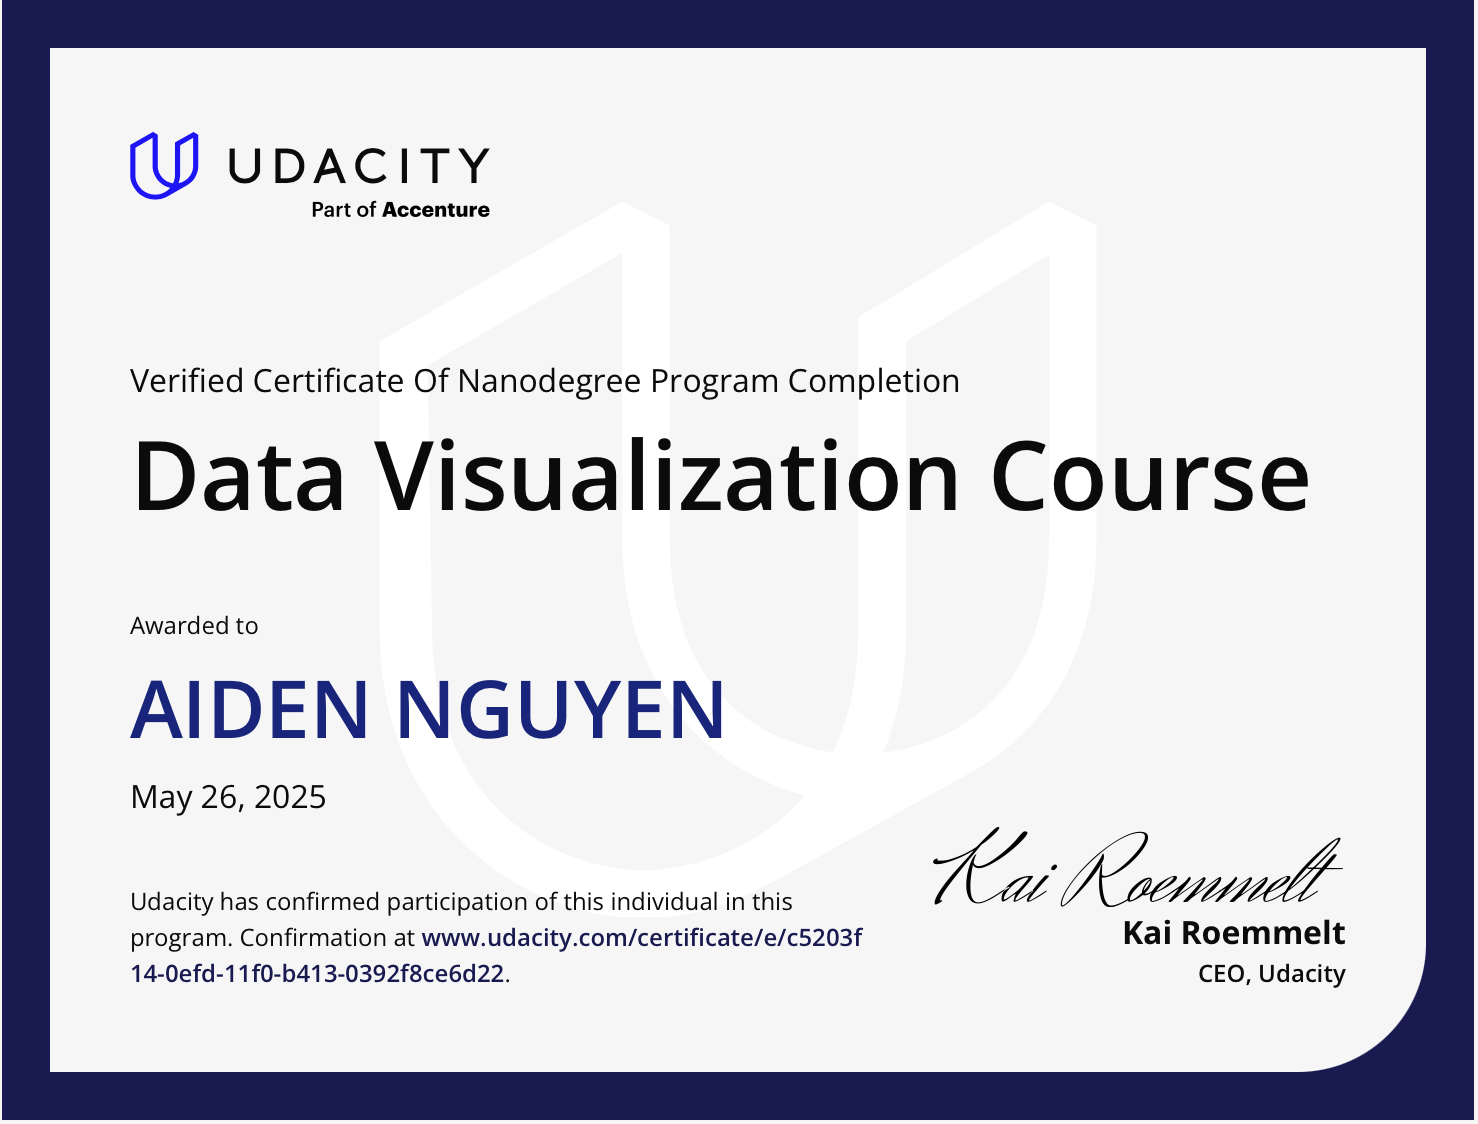 UDACITY
Part of Accenture
Verified Certificate Of Nanodegree Program Completion
Data Visualization Course
Awarded to
AIDEN NGUYEN
May 26, 2025
Udacity has confirmed participation of this individual in this
program. Confirmation at www.udacity.com/certificate/e/c5203f
14-0efd-11f0-b413-0392f8ce6d22.
Kai Roemmelt
Kai Roemmelt
CEO, Udacity